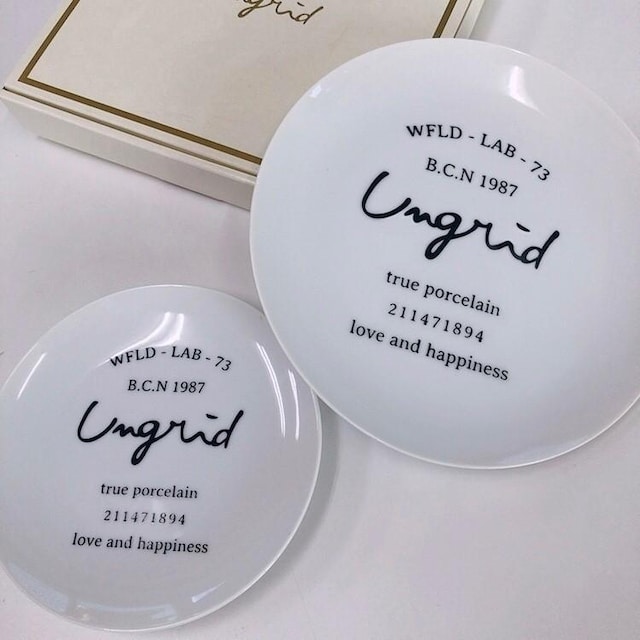 Ungrid
WFLD - LAB - 73
B.C.N 1987
Ungrid
true porcelain
211471894
love and happiness
WFLD - LAB - 73
B.C.N 1987
Ungrid
true porcelain
211471894
love and happiness